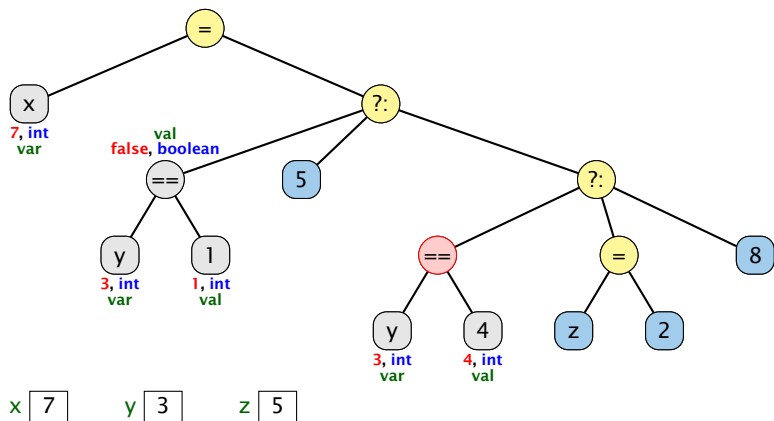 =
x
?:
7, int
var
val
false, boolean
==
5
?:
y
1
==
=
8
3, int
var
1, int
val
y
4
z
2
3, int
var
4, int
val
x 7 y 3 z 5